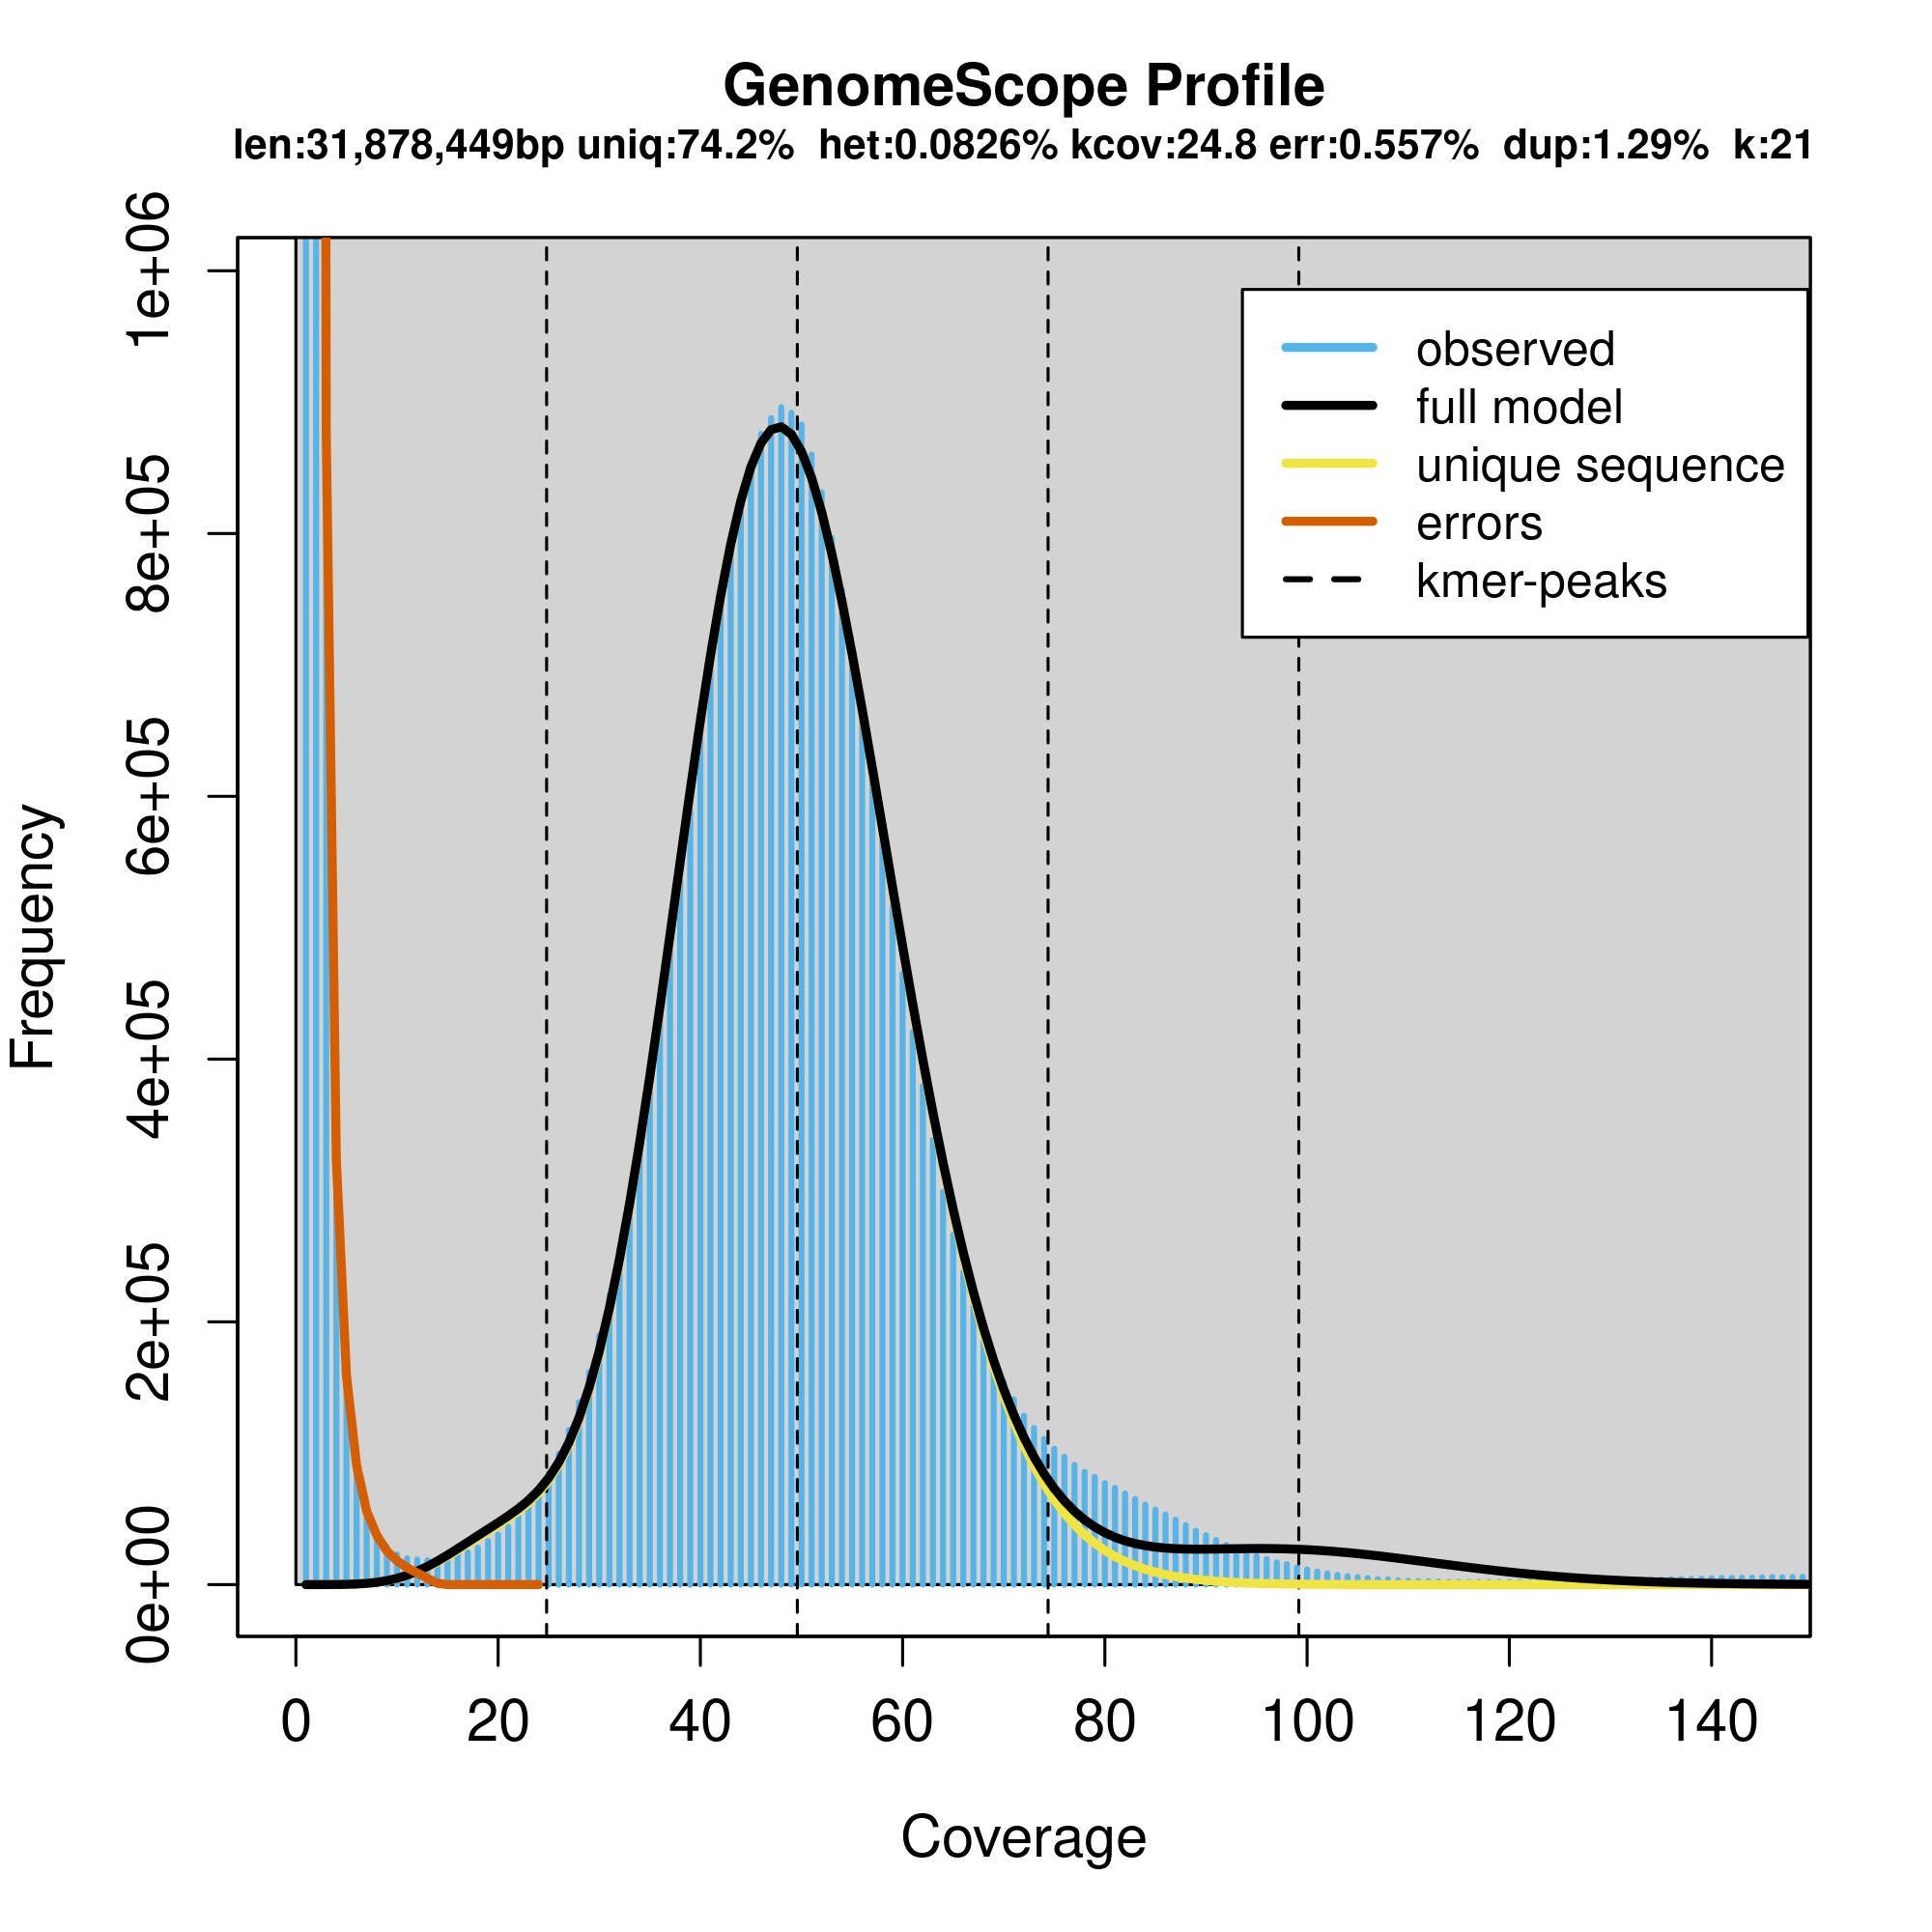 GenomeScope Profile
len:31,878,449bp uniq:74.2% het:0.0826% kcov:24.8 err:0.557% dup:1.29% k:21
Frequency
1e+06
8e+05
6e+05
4e+05
2e+05
0e+00
observed
full model
unique sequence
errors
kmer-peaks
0 20 40 60 80 100 120 140
Coverage